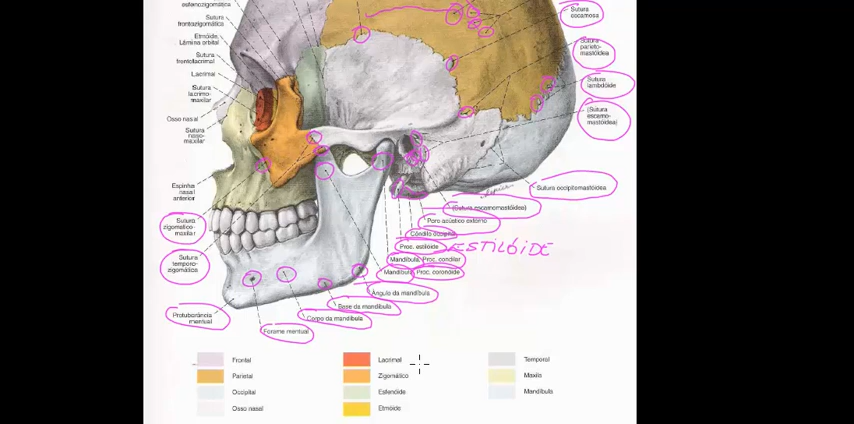 esfenozigomática
Sutura
frontozigomática
Etmóide
Lâmina orbital
Sutura
frontolacrimal
Lacrimal
Sutura
lacrimo-
maxilar
Osso nasal
Sutura
naso-
maxilar
Espinha
nasal
anterior
Sutura
zigomático-
maxilar
Sutura
temporo-
zigomática
Protuberância
mentual
Forame mentual
Corpo da mandíbula
Base da mandíbula
Ângulo da mandíbula
Mandíbula, Proc. coronóide
Mandíbula, Proc. condilar
Proc. estilóide
ESTILÓIDE
Côndilo occipital
Poro acústico externo
(Sutura escamomastóidea)
Sutura occipitomastóidea
(Sutura
escamo-
mastóidea)
Sutura
lambdóide
Sutura
parieto-
mastóidea
Sutura
escamosa
Frontal
Parietal
Occipital
Osso nasal
Lacrimal
Zigomático
Esfenóide
Etmóide
Temporal
Maxila
Mandíbula